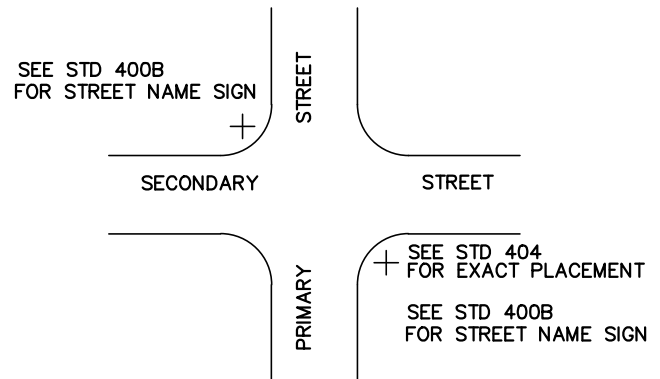 SEE STD 400B
FOR STREET NAME SIGN
STREET
SECONDARY
STREET
SEE STD 404
FOR EXACT PLACEMENT
PRIMARY
SEE STD 400B
FOR STREET NAME SIGN